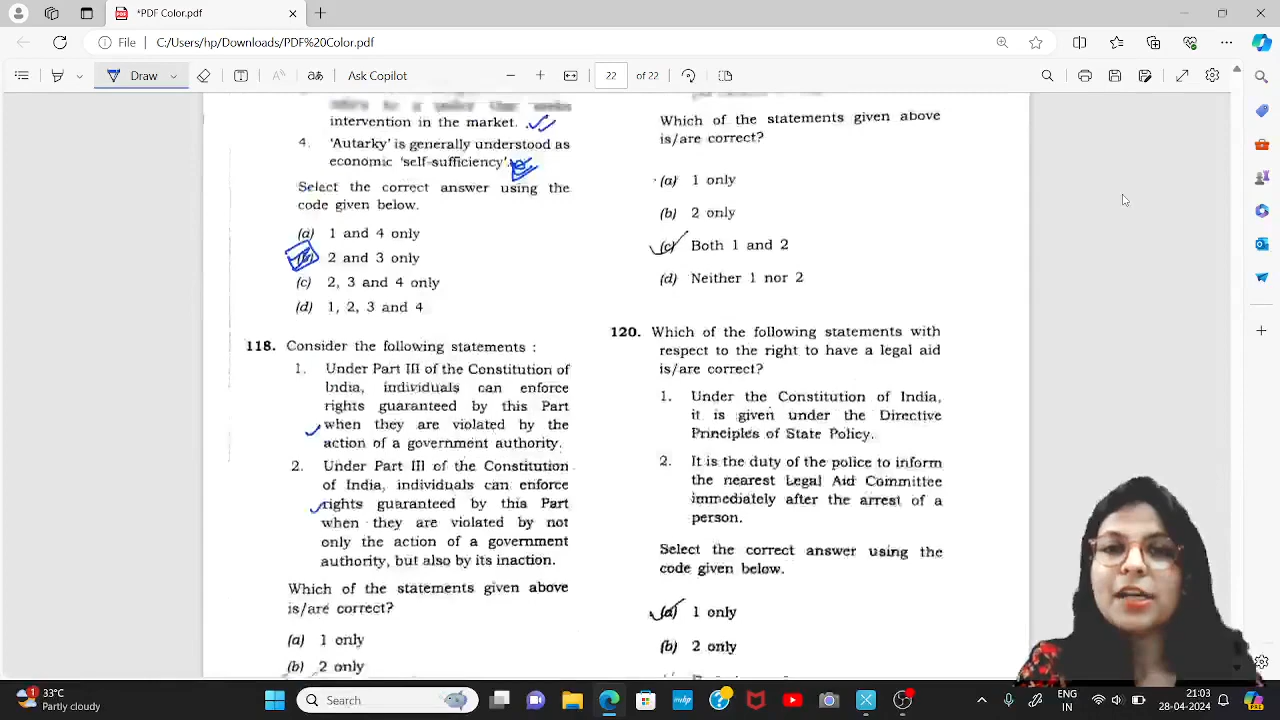 *PDF Color.pdf
File
C:/Users/hp/Downloads/PDF%20Color.pdf
Draw
Ask Copilot
22
of 22
intervention in the market.
4. 'Autarky' is generally understood as
economic 'self-sufficiency'.
Select the correct answer using the
code given below.
(a) 1 and 4 only
2 and 3 only
(c) 2, 3 and 4 only
(d) 1, 2, 3 and 4
118. Consider the following statements :
1. Under Part III of the Constitution of
India, individuals can enforce
rights guaranteed by this Part
when they are violated by the
action of a government authority.
2. Under Part III of the Constitution
of India, individuals can enforce
rights guaranteed by this Part
when they are violated by not
only the action of a government
authority, but also by its inaction.
Which of the statements given above
is/are correct?
(a) 1 only
(b) 2 only
Which of the statements given above
is/are correct?
(a) 1 only
(b) 2 only
(c) Both 1 and 2
(d) Neither 1 nor 2
120. Which of the following statements with
respect to the right to have a legal aid
is/are correct?
1. Under the Constitution of India,
it is given under the Directive
Principles of State Policy.
2. It is the duty of the police to inform
the nearest Legal Aid Committee
immediately after the arrest of a
person.
Select the correct answer using the
code given below.
(a) 1 only
(b) 2 only
1
33°C
Partly cloudy
Search
ENG
IN
22:03
28-04-2024